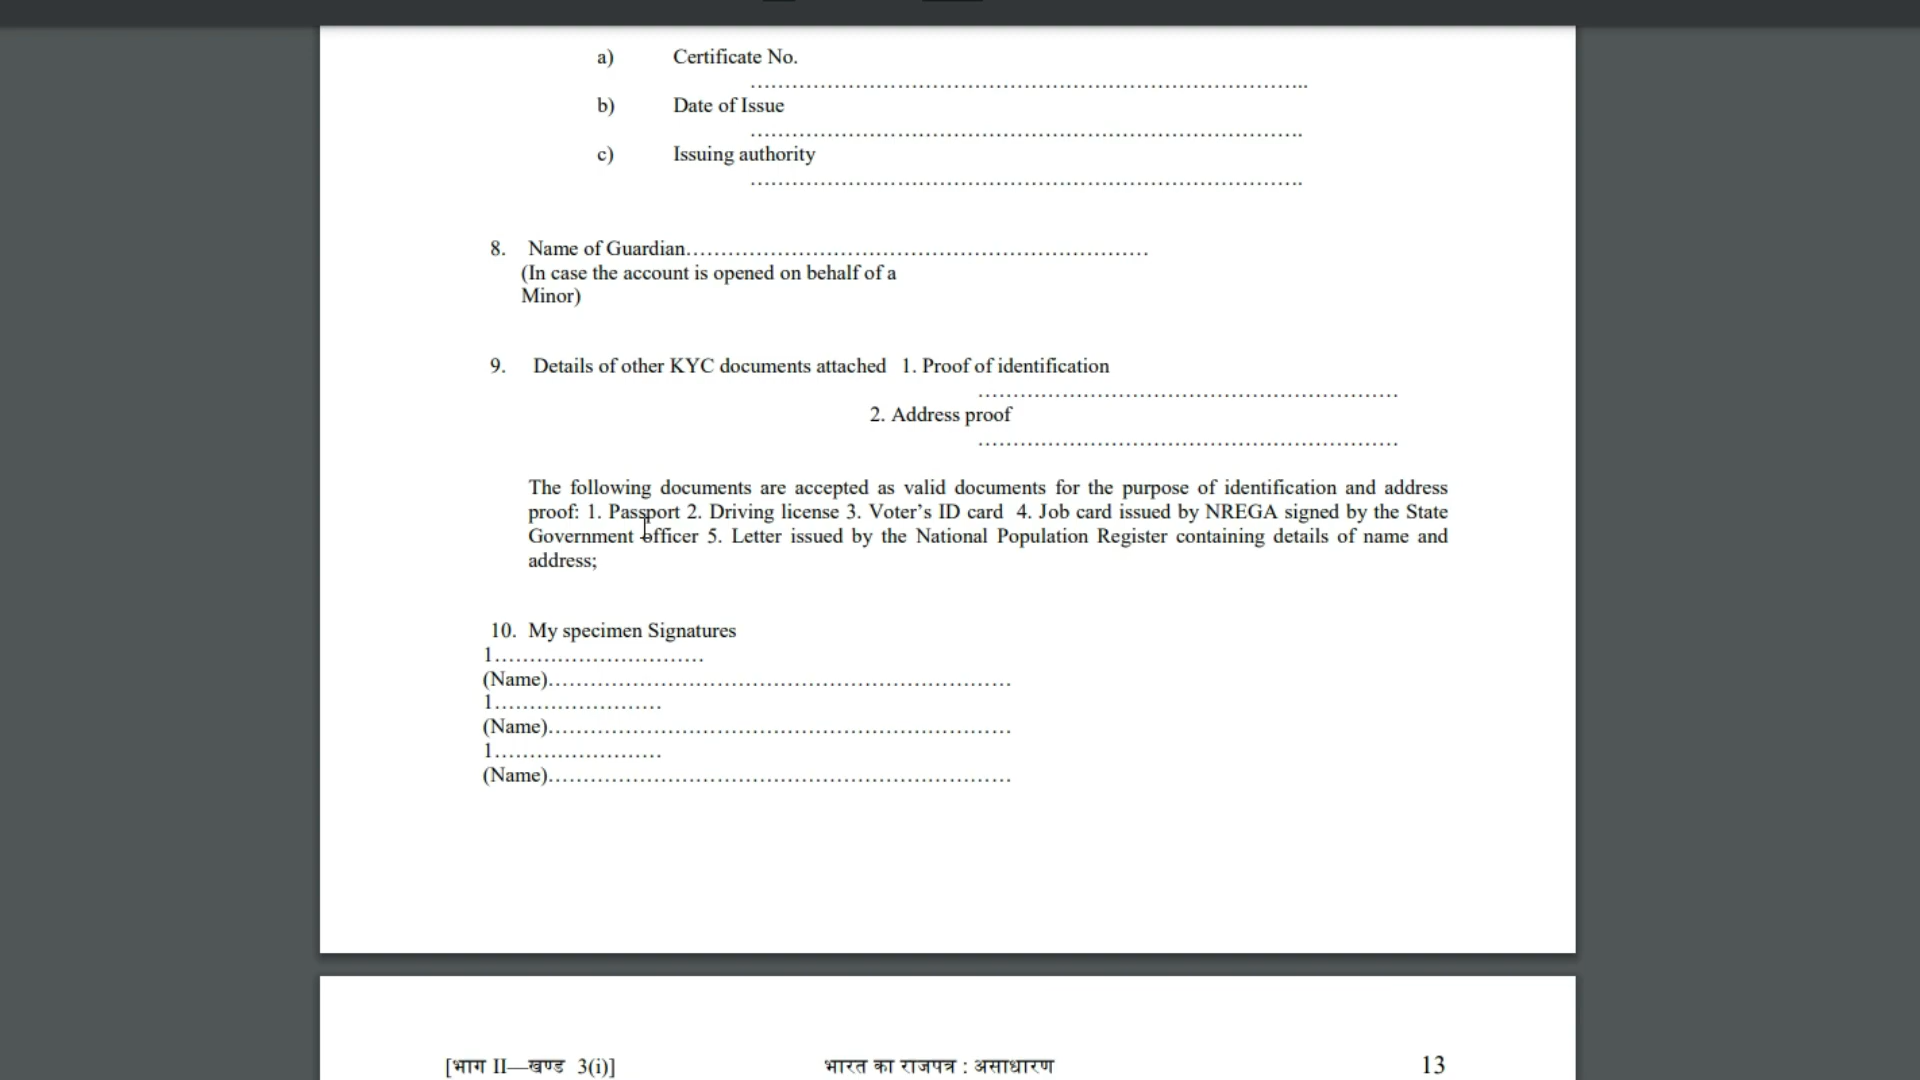 a) Certificate No.
…………………………………………………………………………..
b) Date of Issue
………………………………………………………………………….
c) Issuing authority
………………………………………………………………………….
8. Name of Guardian…………………………………………………………
(In case the account is opened on behalf of a
Minor)
9. Details of other KYC documents attached 1. Proof of identification
……………………………………………………
2. Address proof
……………………………………………………
The following documents are accepted as valid documents for the purpose of identification and address
proof: 1. Passport 2. Driving license 3. Voter’s ID card 4. Job card issued by NREGA signed by the State
Government officer 5. Letter issued by the National Population Register containing details of name and
address;
10. My specimen Signatures
1…………………………
(Name)…………………………………………………………
1……………………
(Name)…………………………………………………………
1……………………
(Name)…………………………………………………………
[भाग II—खण्ड 3(i)] भारत का राजपत्र : असाधारण 13